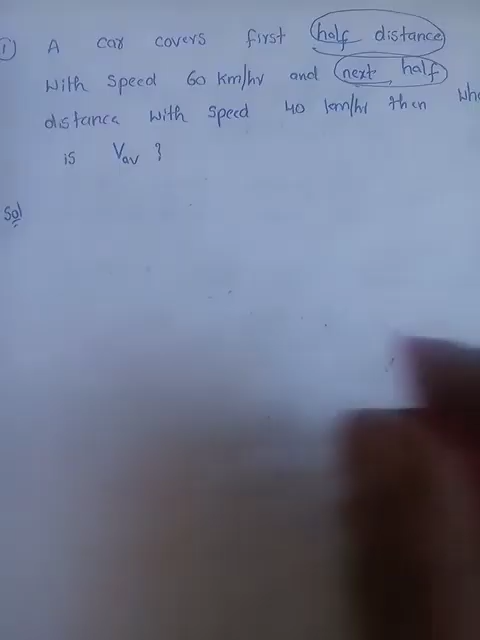 1 A car covers first half distance
with speed 60 km/hr and next half
distance with speed 40 km/hr then
is Vav ?
Sol